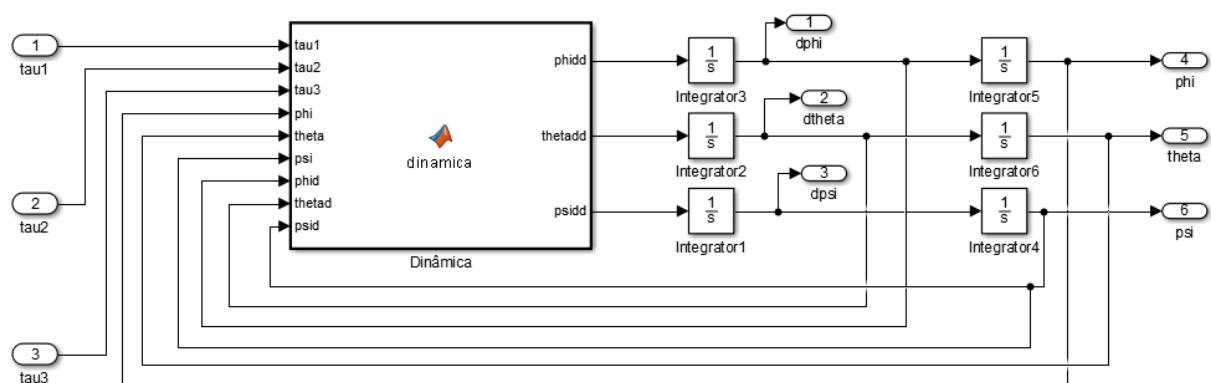 1
tau1
2
tau2
3
tau3
tau1
tau2
tau3
phi
theta
psi
phid
thetad
psid
dinamica
phidd
thetadd
psidd
Dinâmica
1
s
Integrator3
1
s
Integrator2
1
s
Integrator1
1
dphi
2
dtheta
3
dpsi
1
s
Integrator5
1
s
Integrator6
1
s
Integrator4
4
phi
5
theta
6
psi